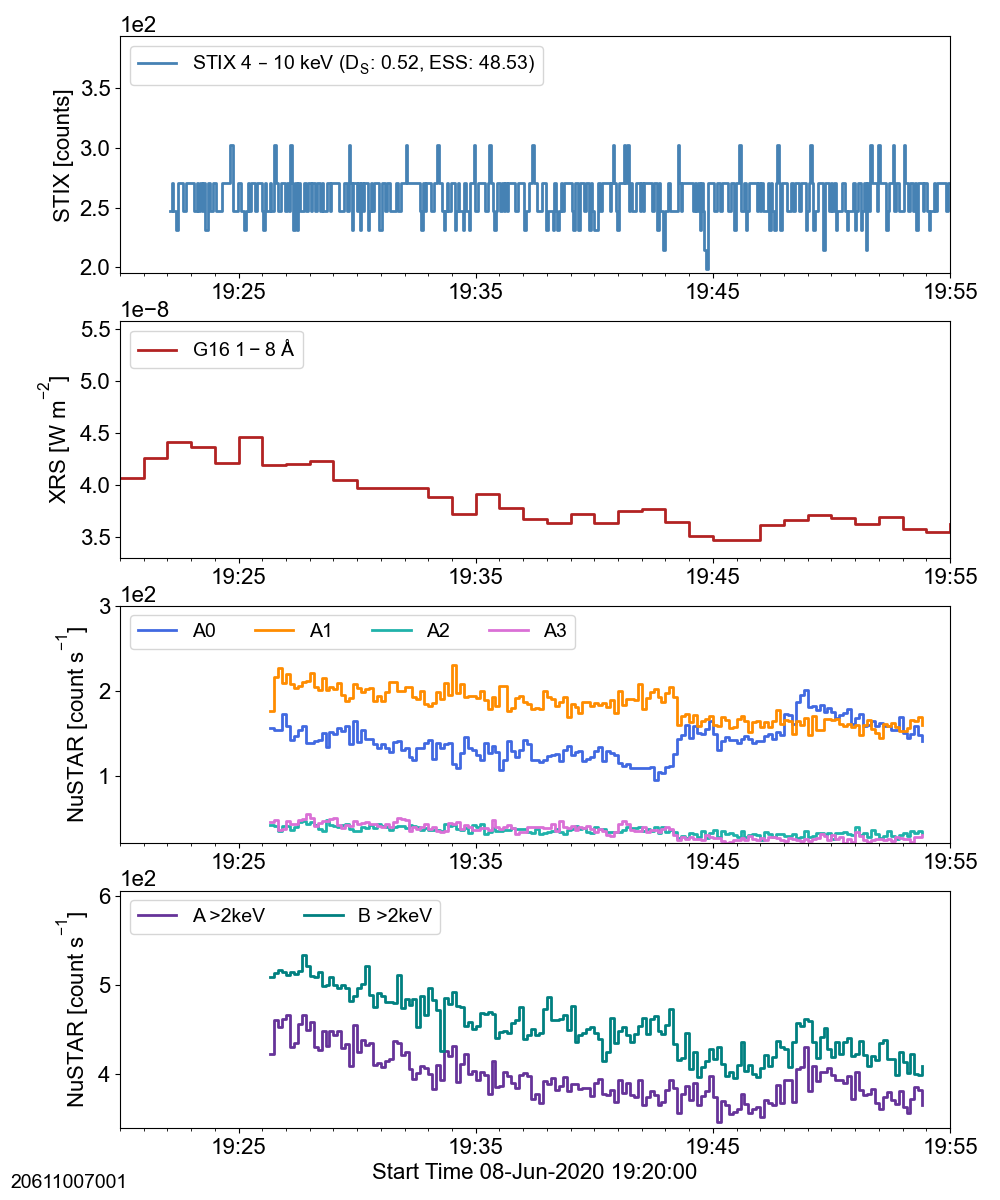 1e2
STIX 4 – 10 keV (DS: 0.52, ESS: 48.53)
STIX [counts]
3.5
3.0
2.5
2.0
19:25 19:35 19:45 19:55
1e−8
G16 1 – 8 Å
XRS [W m−2]
5.5
5.0
4.5
4.0
3.5
19:25 19:35 19:45 19:55
1e2
A0 A1 A2 A3
NuSTAR [count s−1]
3
2
1
19:25 19:35 19:45 19:55
1e2
A >2keV B >2keV
NuSTAR [count s−1]
6
5
4
19:25 19:35 19:45 19:55
Start Time 08-Jun-2020 19:20:00
20611007001